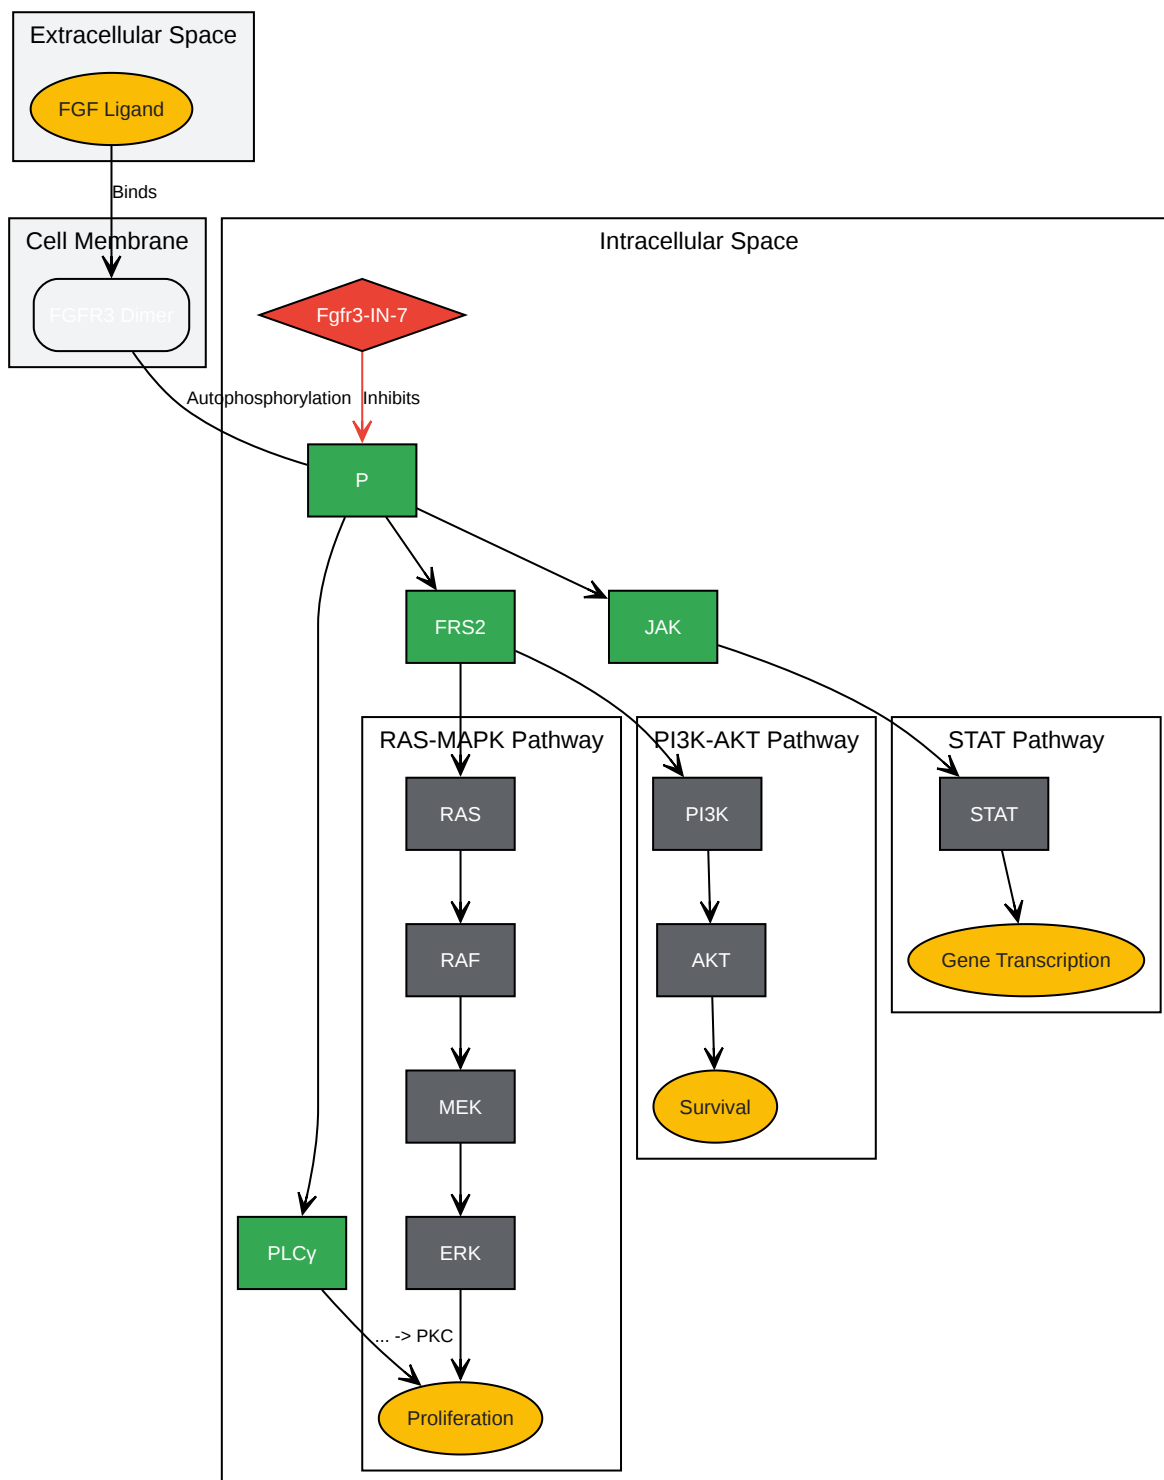 Extracellular Space
FGF Ligand
Binds
Cell Membrane
FGFR3 Dimer
Intracellular Space
Fgfr3-IN-7
Autophosphorylation
Inhibits
P
FRS2
JAK
RAS-MAPK Pathway
PI3K-AKT Pathway
STAT Pathway
RAS
PI3K
STAT
RAF
AKT
Gene Transcription
MEK
Survival
PLCγ
ERK
... -> PKC
Proliferation